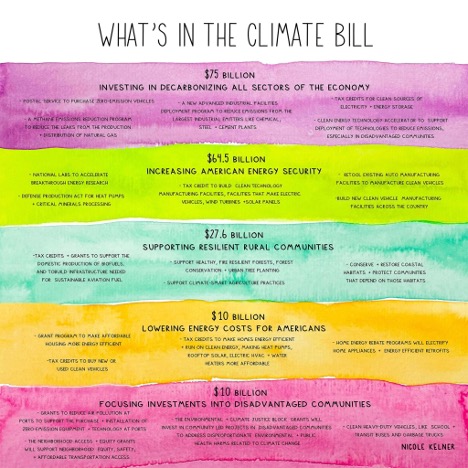 WHAT'S IN THE CLIMATE BILL
$75 BILLION
INVESTING IN DECARBONIZING ALL SECTORS OF THE ECONOMY
- POSTAL SERVICE TO PURCHASE ZERO-EMISSION VEHICLES
- A METHANE EMISSIONS REDUCTION PROGRAM
TO REDUCE THE LEAKS FROM THE PRODUCTION
+ DISTRIBUTION OF NATURAL GAS
- A NEW ADVANCED INDUSTRIAL FACILITIES
DEPLOYMENT PROGRAM TO REDUCE EMISSIONS FROM THE
LARGEST INDUSTRIAL EMITTERS LIKE CHEMICAL,
STEEL + CEMENT PLANTS
-TAX CREDITS FOR CLEAN SOURCES OF
ELECTRICITY + ENERGY STORAGE
- CLEAN ENERGY TECHNOLOGY ACCELERATOR TO SUPPORT
DEPLOYMENT OF TECHNOLOGIES TO REDUCE EMISSIONS,
ESPECIALLY IN DISADVANTAGED COMMUNITIES
$64.5 BILLION
INCREASING AMERICAN ENERGY SECURITY
- NATIONAL LABS TO ACCELERATE
BREAKTHROUGH ENERGY RESEARCH
- DEFENSE PRODUCTION ACT FOR HEAT PUMPS
+ CRITICAL MINERALS PROCESSING
- TAX CREDIT TO BUILD CLEAN TECHNOLOGY
MANUFACTURING FACILITIES, FACILITIES THAT MAKE ELECTRIC
VEHICLES, WIND TURBINES +SOLAR PANELS
- RETOOL EXISTING AUTO MANUFACTURING
FACILITIES TO MANUFACTURE CLEAN VEHICLES
-BUILD NEW CLEAN VEHICLE MANUFACTURING
FACILITIES ACROSS THE COUNTRY
$27.6 BILLION
SUPPORTING RESILIENT RURAL COMMUNITIES
-TAX CREDITS + GRANTS TO SUPPORT THE
DOMESTIC PRODUCTION OF BIOFUELS,
AND TOBUILD INFRASTRUCTURE NEEDED
FOR SUSTAINABLE AVIATION FUEL
- SUPPORT HEALTHY, FIRE RESILIENT FORESTS, FOREST
CONSERVATION + URBAN TREE PLANTING
- SUPPORT CLIMATE-SMART AGRICULTURE PRACTICES
- CONSERVE + RESTORE COASTAL
HABITATS + PROTECT COMMUNITIES
THAT DEPEND ON THOSE HABITATS
$10 BILLION
LOWERING ENERGY COSTS FOR AMERICANS
- GRANT PROGRAM TO MAKE AFFORDABLE
HOUSING MORE ENERGY EFFICIENT
-TAX CREDITS TO BUY NEW OR
USED CLEAN VEHICLES
- TAX CREDITS TO MAKE HOMES ENERGY EFFICIENT
+ RUN ON CLEAN ENERGY, MAKING HEAT PUMPS,
ROOFTOP SOLAR, ELECTRIC HVAC + WATER
HEATERS MORE AFFORDABLE
- HOME ENERGY REBATE PROGRAMS WILL ELECTRIFY
HOME APPLIANCES + ENERGY EFFICIENT RETROFITS
$10 BILLION
FOCUSING INVESTMENTS INTO DISADVANTAGED COMMUNITIES
- GRANTS TO REDUCE AIR POLLUTION AT
PORTS TO SUPPORT THE PURCHASE + INSTALLATION OF
ZERO-EMISSION EQUIPMENT + TECHNOLOGY AT PORTS
- THE NEIGHBORHOOD ACCESS + EQUITY GRANTS
WILL SUPPORT NEIGHBORHOOD EQUITY, SAFETY,
+ AFFORDABLE TRANSPORTATION ACCESS
- THE ENVIRONMENTAL + CLIMATE JUSTICE BLOCK GRANTS WILL
INVEST IN COMMUNITY LED PROJECTS IN DISADVANTAGED COMMUNITIES
TO ADDRESS DISPROPORTIONATE ENVIRONMENTAL + PUBLIC
HEALTH HARMS RELATED TO CLIMATE CHANGE
- CLEAN HEAVY-DUTY VEHICLES, LIKE SCHOOL +
TRANSIT BUSES AND GARBAGE TRUCKS
NICOLE KELNER